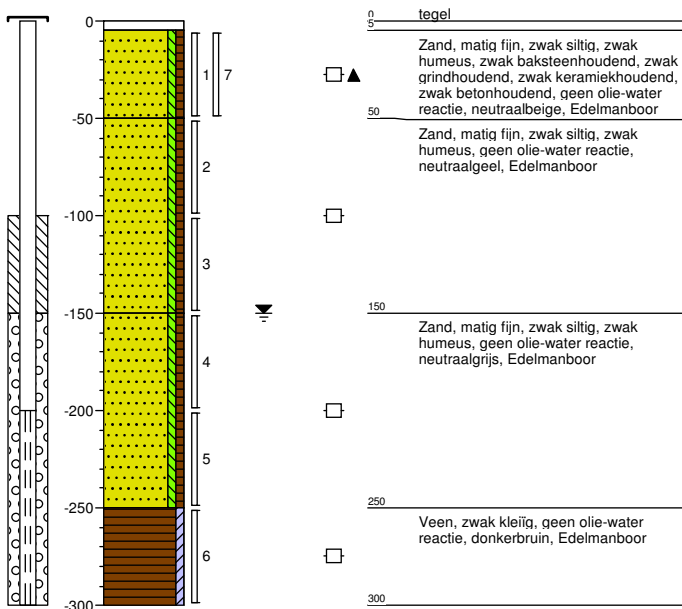 0
-50
-100
-150
-200
-250
-300
1
7
2
3
4
5
6
0
tegel
5
Zand, matig fijn, zwak siltig, zwak
humeus, zwak baksteenhoudend, zwak
grindhoudend, zwak keramiekhoudend,
zwak betonhoudend, geen olie-water
reactie, neutraalbeige, Edelmanboor
50
Zand, matig fijn, zwak siltig, zwak
humeus, geen olie-water reactie,
neutraalgeel, Edelmanboor
150
Zand, matig fijn, zwak siltig, zwak
humeus, geen olie-water reactie,
neutraalgrijs, Edelmanboor
250
Veen, zwak kleiïg, geen olie-water
reactie, donkerbruin, Edelmanboor
300